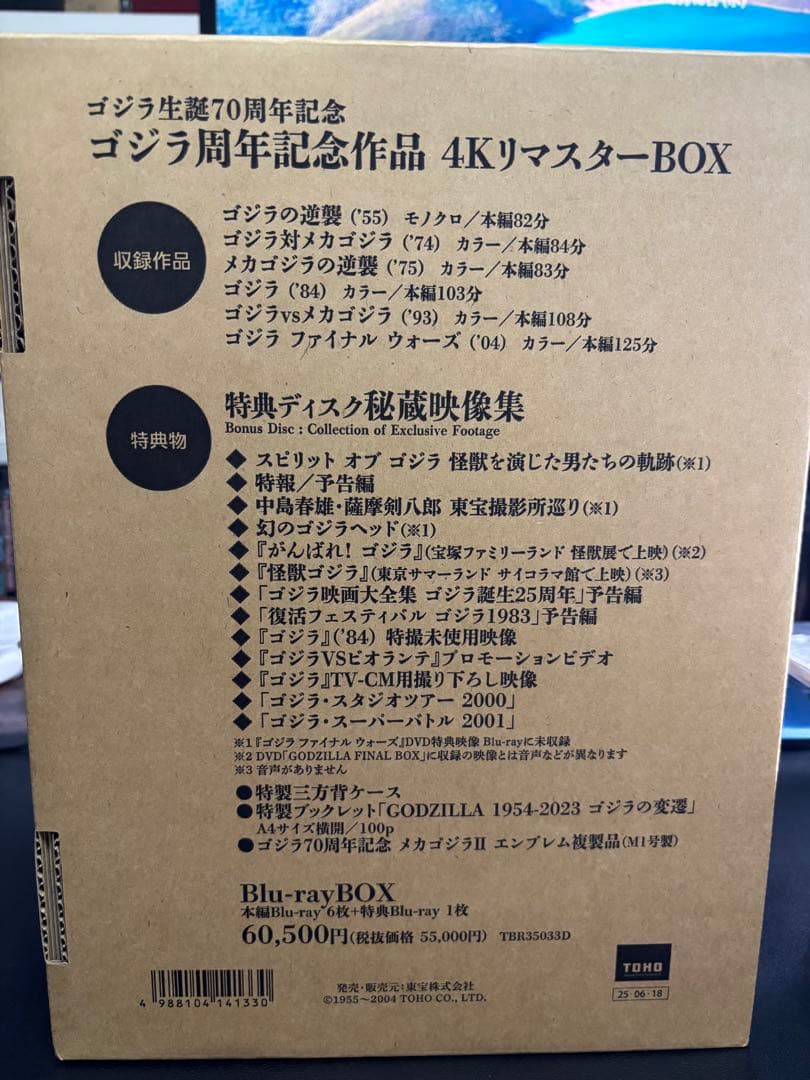 ゴジラ生誕70周年記念
ゴジラ周年記念作品 4KリマスターBOX
収録作品
ゴジラの逆襲 ('55) モノクロ／本編82分
ゴジラ対メカゴジラ ('74) カラー／本編84分
メカゴジラの逆襲 ('75) カラー／本編83分
ゴジラ ('84) カラー／本編103分
ゴジラvsメカゴジラ ('93) カラー／本編108分
ゴジラ ファイナル ウォーズ ('04) カラー／本編125分
特典物
特典ディスク秘蔵映像集
Bonus Disc : Collection of Exclusive Footage
◆ スピリット オブ ゴジラ 怪獣を演じた男たちの軌跡(※1)
◆ 特報／予告編
◆ 中島春雄・薩摩剣八郎 東宝撮影所巡り(※1)
◆ 幻のゴジラヘッド(※1)
◆ 『がんばれ! ゴジラ』(宝塚ファミリーランド 怪獣展で上映)(※2)
◆ 『怪獣ゴジラ』(東京サマーランド サイコラマ館で上映)(※3)
◆ 「ゴジラ映画大全集 ゴジラ誕生25周年」予告編
◆ 「復活フェスティバル ゴジラ1983」予告編
◆ 『ゴジラ』('84) 特撮未使用映像
◆ 『ゴジラVSビオランテ』プロモーションビデオ
◆ 『ゴジラ』TV-CM用撮り下ろし映像
◆ 「ゴジラ・スタジオツアー 2000」
◆ 「ゴジラ・スーパーバトル 2001」
※1『ゴジラ ファイナル ウォーズ』DVD特典映像 Blu-rayに未収録
※2 DVD「GODZILLA FINAL BOX」に収録の映像とは音声などが異なります
※3 音声がありません
●特製三方背ケース
●特製ブックレット「GODZILLA 1954-2023 ゴジラの変遷」
A4サイズ横開／100p
●ゴジラ70周年記念 メカゴジラII エンブレム複製品(M1号製)
Blu-rayBOX
本編Blu-ray 6枚+特典Blu-ray 1枚
60,500円(税抜価格 55,000円) TBR35033D
TOHO
25・06・18
4 988104 141330
発売・販売元:東宝株式会社
©1955～2004 TOHO CO., LTD.